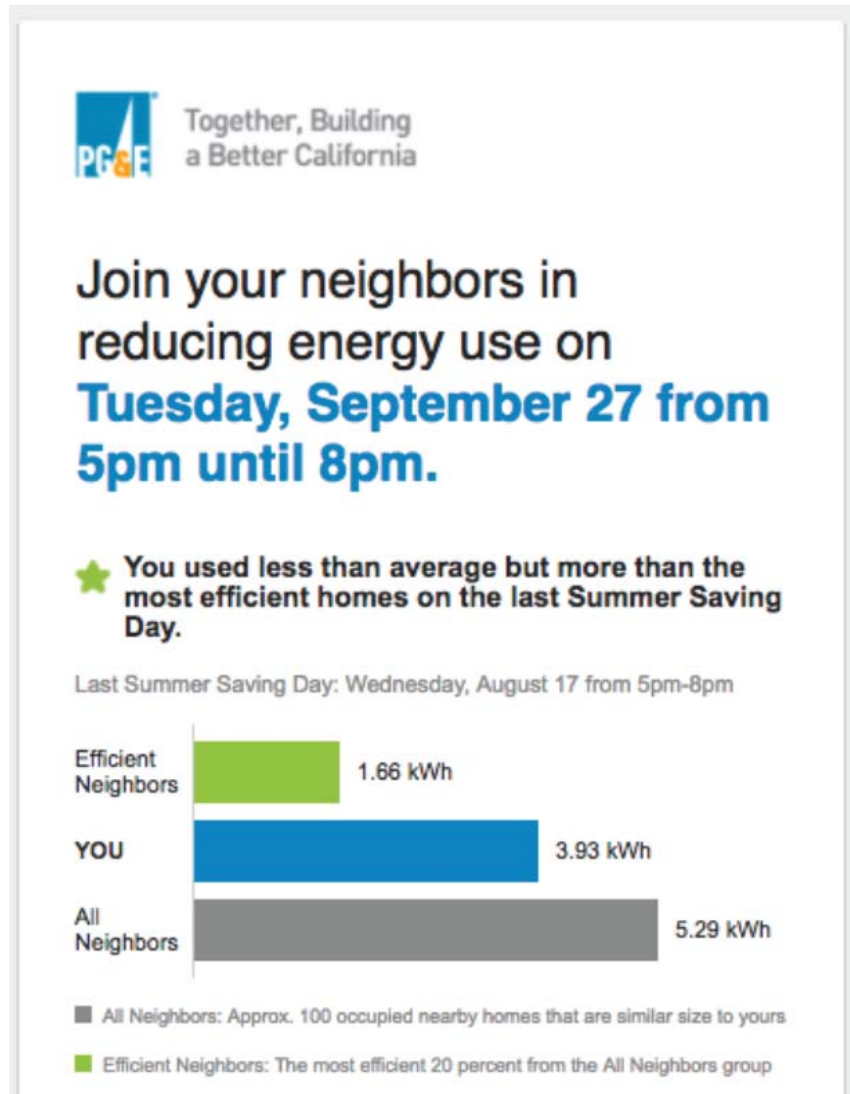 PG&E
Together, Building
a Better California
Join your neighbors in
reducing energy use on
Tuesday, September 27 from
5pm until 8pm.
You used less than average but more than the
most efficient homes on the last Summer Saving
Day.
Last Summer Saving Day: Wednesday, August 17 from 5pm-8pm
Efficient
Neighbors
1.66 kWh
YOU
3.93 kWh
All
Neighbors
5.29 kWh
All Neighbors: Approx. 100 occupied nearby homes that are similar size to yours
Efficient Neighbors: The most efficient 20 percent from the All Neighbors group